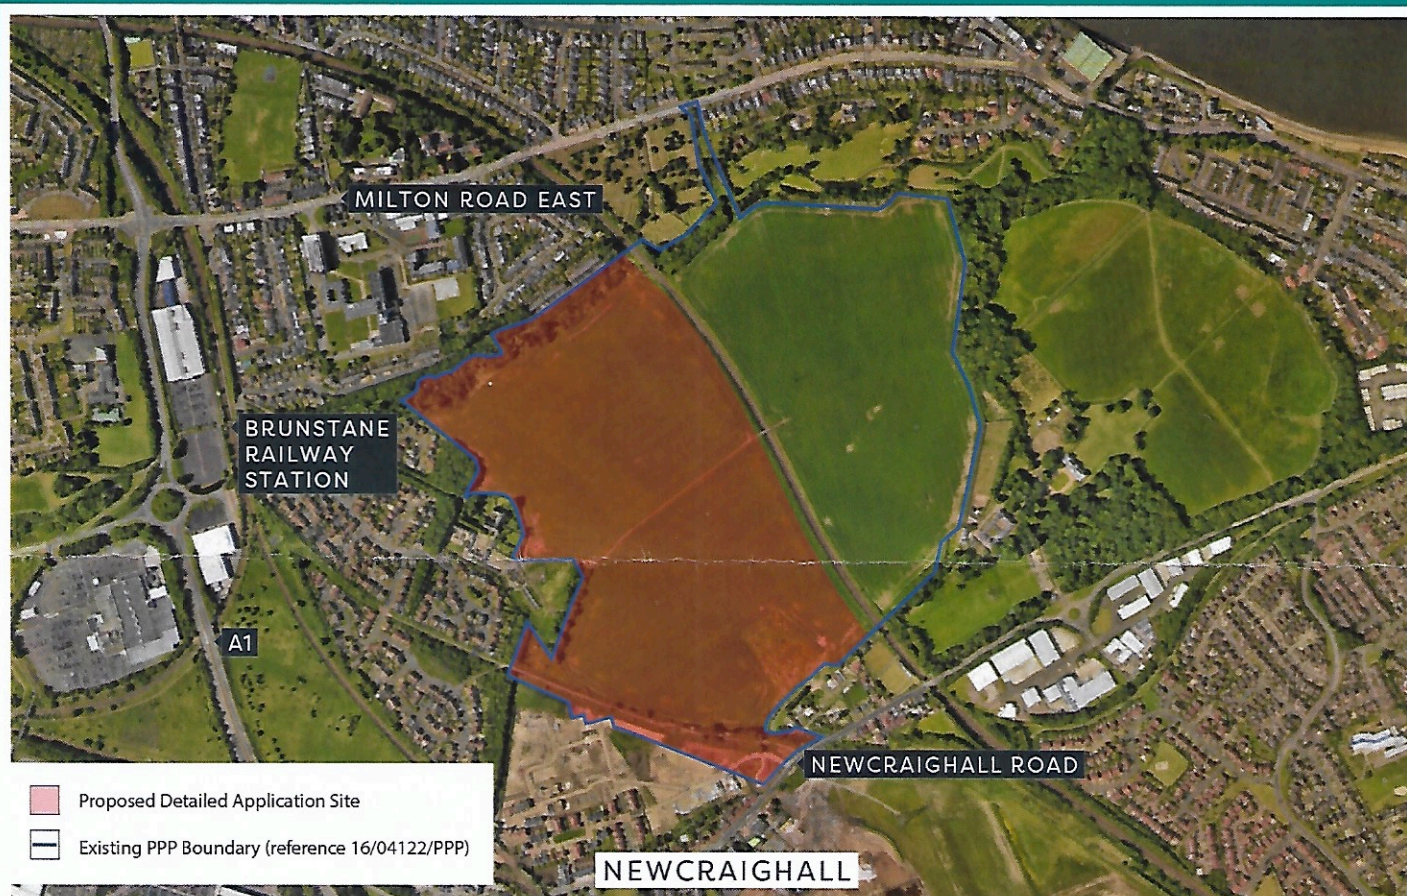 MILTON ROAD EAST
BRUNSTANE
RAILWAY
STATION
A1
NEWCRAIGHALL ROAD
Proposed Detailed Application Site
Existing PPP Boundary (reference 16/04122/PPP)
NEWCRAIGHALL